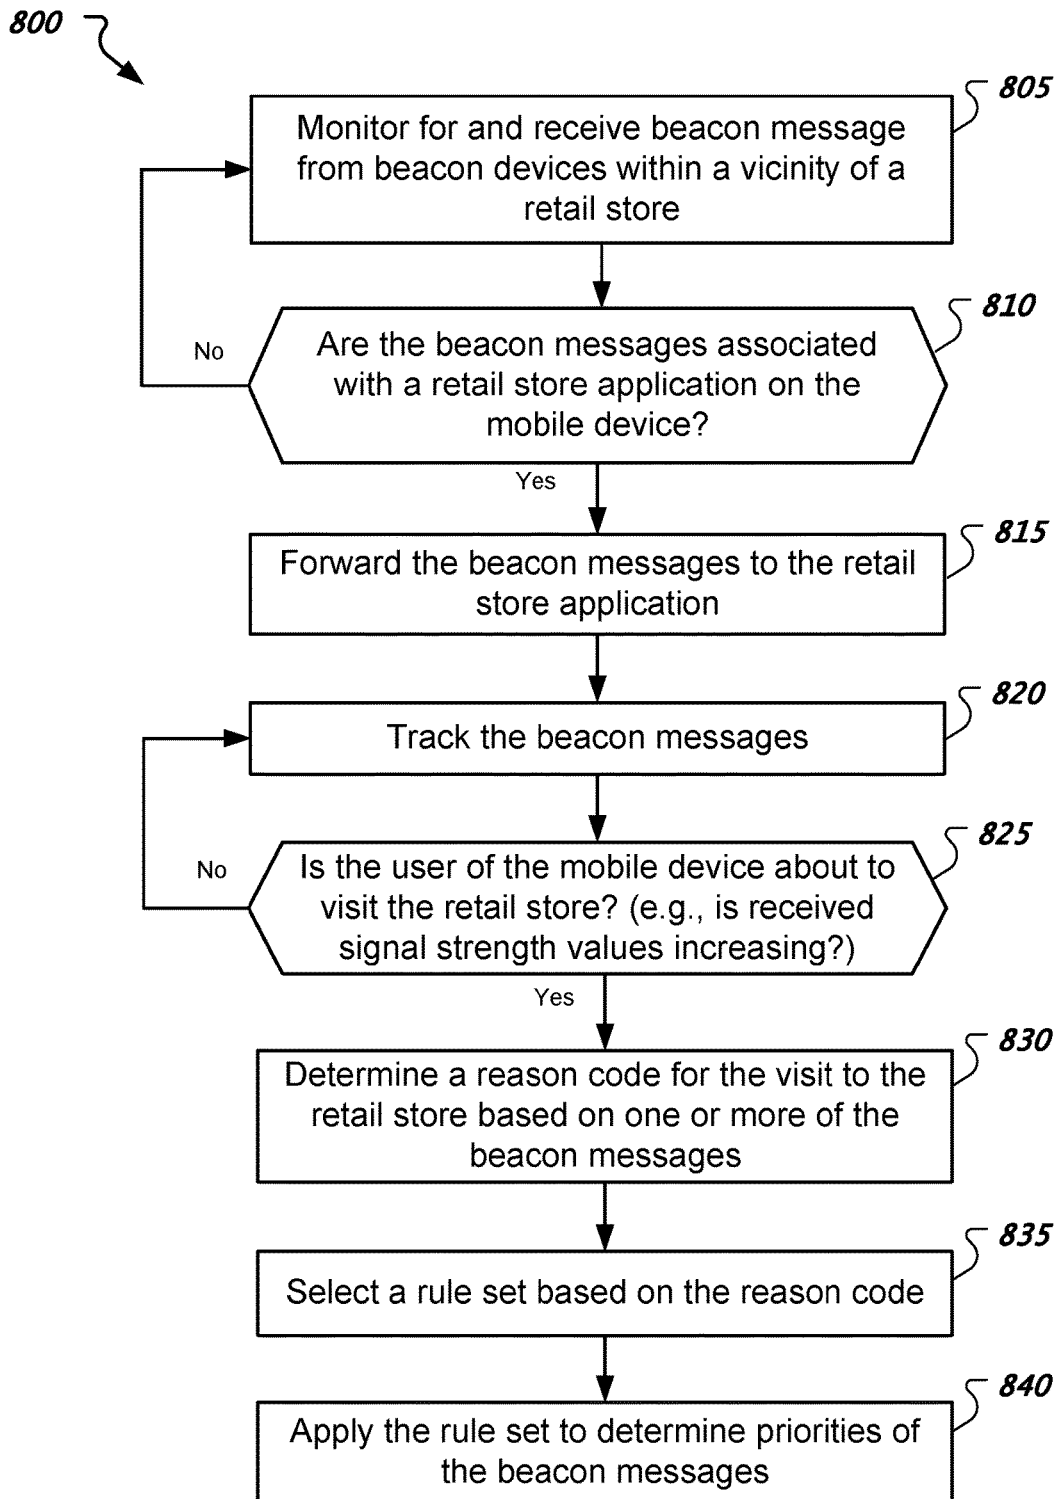 800
805
Monitor for and receive beacon message
from beacon devices within a vicinity of a
retail store
810
Are the beacon messages associated
with a retail store application on the
mobile device?
No
Yes
815
Forward the beacon messages to the retail
store application
820
Track the beacon messages
825
Is the user of the mobile device about to
visit the retail store? (e.g., is received
signal strength values increasing?)
No
Yes
830
Determine a reason code for the visit to the
retail store based on one or more of the
beacon messages
835
Select a rule set based on the reason code
840
Apply the rule set to determine priorities of
the beacon messages